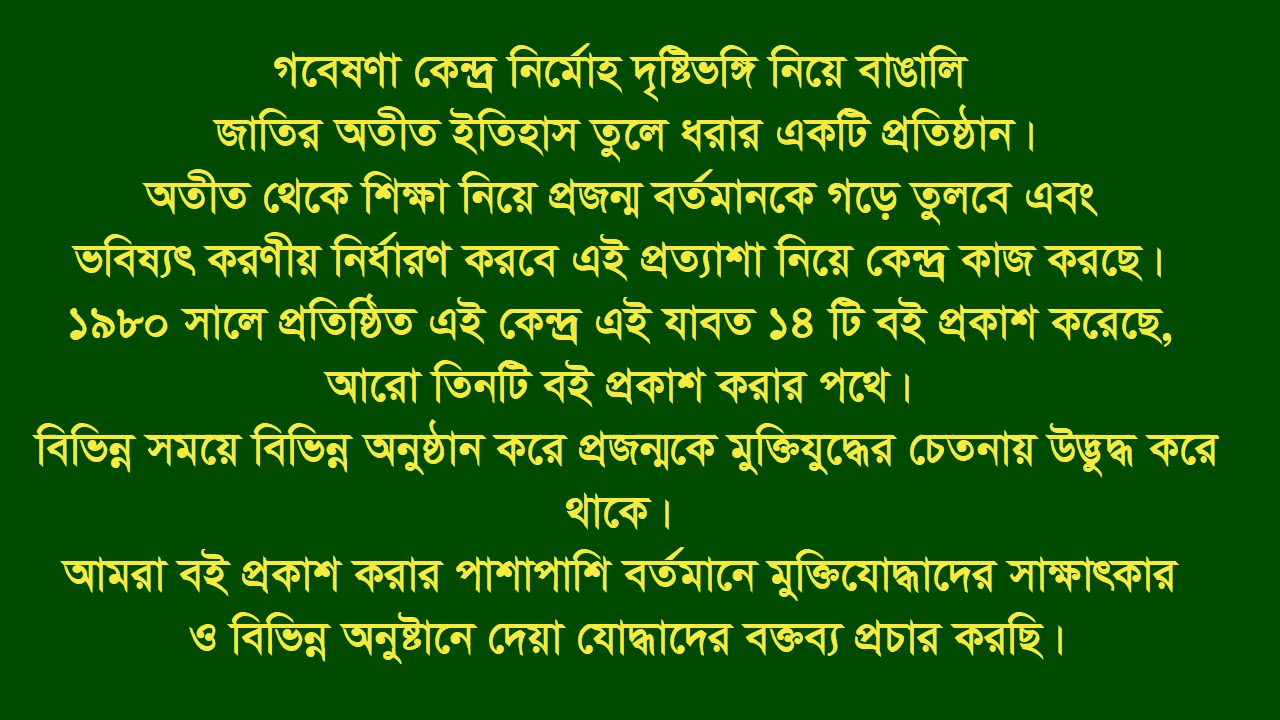 গবেষণা কেন্দ্র নির্মোহ দৃষ্টিভঙ্গি নিয়ে বাঙালি
জাতির অতীত ইতিহাস তুলে ধরার একটি প্রতিষ্ঠান।
অতীত থেকে শিক্ষা নিয়ে প্রজন্ম বর্তমানকে গড়ে তুলবে এবং
ভবিষ্যৎ করণীয় নির্ধারণ করবে এই প্রত্যাশা নিয়ে কেন্দ্র কাজ করছে।
১৯৮০ সালে প্রতিষ্ঠিত এই কেন্দ্র এই যাবত ১৪ টি বই প্রকাশ করেছে,
আরো তিনটি বই প্রকাশ করার পথে।
বিভিন্ন সময়ে বিভিন্ন অনুষ্ঠান করে প্রজন্মকে মুক্তিযুদ্ধের চেতনায় উদ্ভুদ্ধ করে
থাকে।
আমরা বই প্রকাশ করার পাশাপাশি বর্তমানে মুক্তিযোদ্ধাদের সাক্ষাৎকার
ও বিভিন্ন অনুষ্টানে দেয়া যোদ্ধাদের বক্তব্য প্রচার করছি।